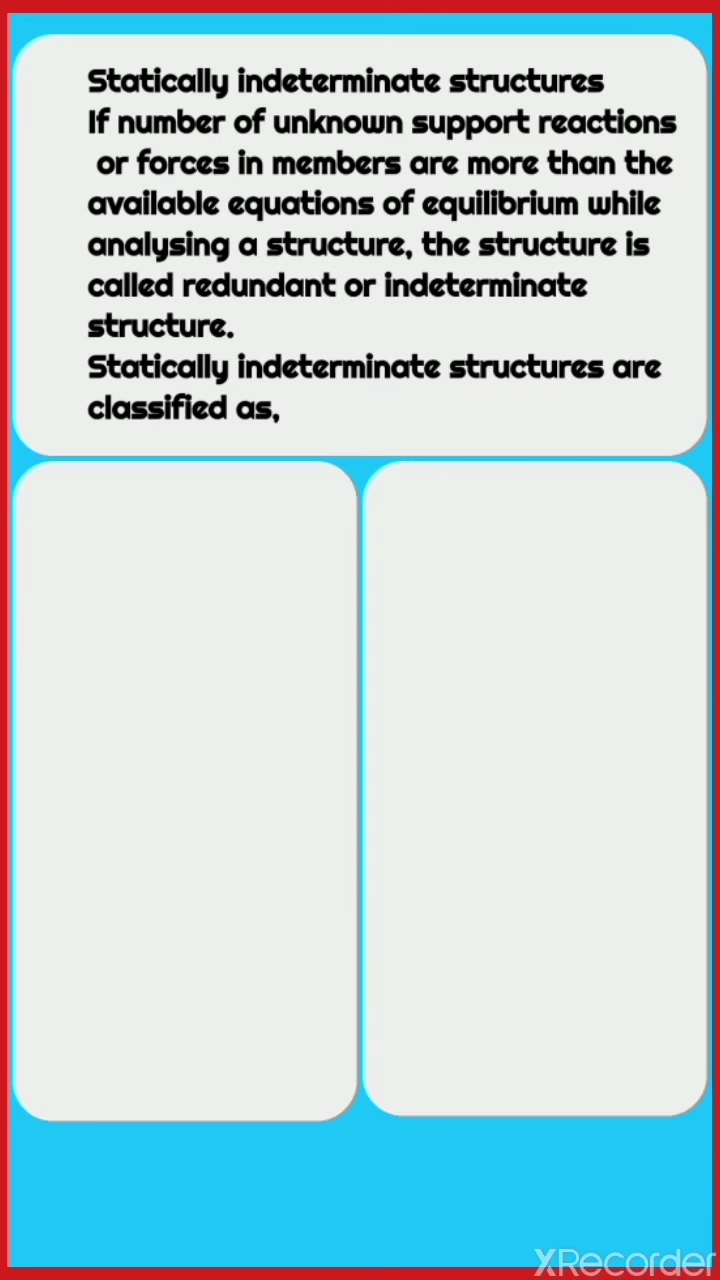 Statically indeterminate structures
If number of unknown support reactions
or forces in members are more than the
available equations of equilibrium while
analysing a structure, the structure is
called redundant or indeterminate
structure.
Statically indeterminate structures are
classified as,
XRecorder